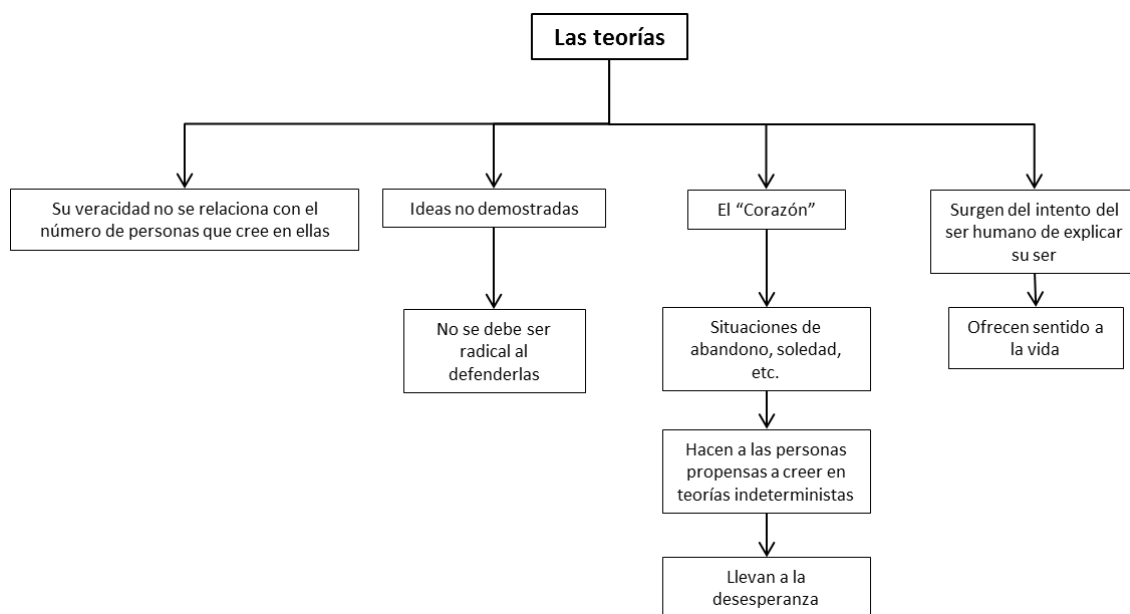 Las teorías
Su veracidad no se relaciona con el
número de personas que cree en ellas
Ideas no demostradas
No se debe ser
radical al
defenderlas
El “Corazón”
Situaciones de
abandono, soledad,
etc.
Hacen a las personas
propensas a creer en
teorías indeterministas
Llevan a la
desesperanza
Surgen del intento del
ser humano de explicar
su ser
Ofrecen sentido a
la vida